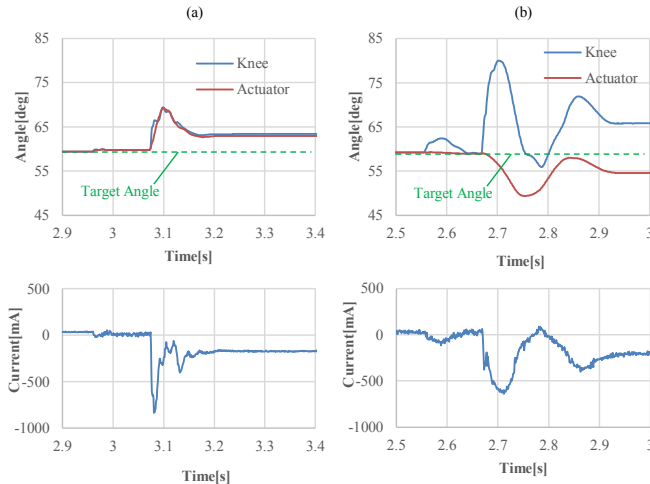 (a)
85
75
65
55
45
Angle[deg]
Knee
Actuator
Target Angle
2.9 3 3.1 3.2 3.3 3.4
Time[s]
(b)
85
75
65
55
45
Angle[deg]
Knee
Actuator
Target Angle
2.5 2.6 2.7 2.8 2.9 3
Time[s]
500
0
-500
-1000
Current[mA]
2.9 3 3.1 3.2 3.3 3.4
Time[s]
500
0
-500
-1000
Current[mA]
2.5 2.6 2.7 2.8 2.9 3
Time[s]